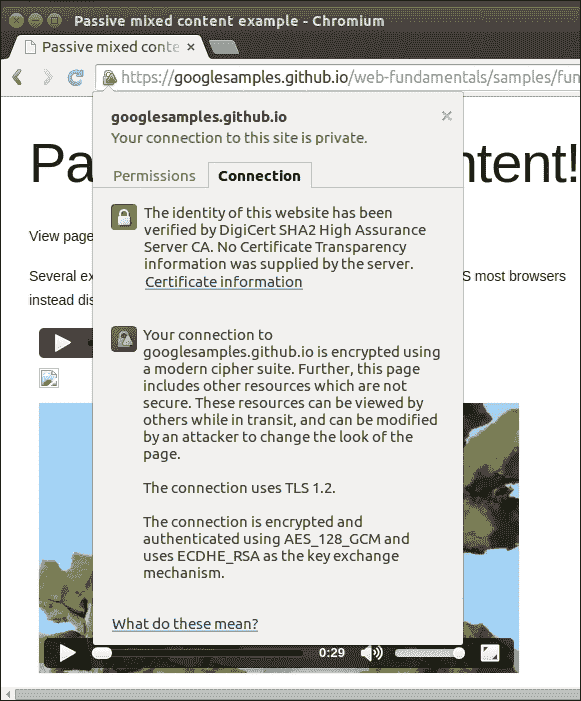 Passive mixed content example - Chromium
Passive mixed conte
https://googlesamples.github.io/web-fundamentals/samples/fun
googlesamples.github.io
Your connection to this site is private.
Permissions Connection
Pa
ntent!
The identity of this website has been
verified by DigiCert SHA2 High Assurance
Server CA. No Certificate Transparency
information was supplied by the server.
Certificate information
View page
Several ex
S most browsers
instead dis
Your connection to
googlesamples.github.io is encrypted using
a modern cipher suite. Further, this page
includes other resources which are not
secure. These resources can be viewed by
others while in transit, and can be modified
by an attacker to change the look of the
page.
The connection uses TLS 1.2.
The connection is encrypted and
authenticated using AES_128_GCM and
uses ECDHE_RSA as the key exchange
mechanism.
What do these mean?
0:29